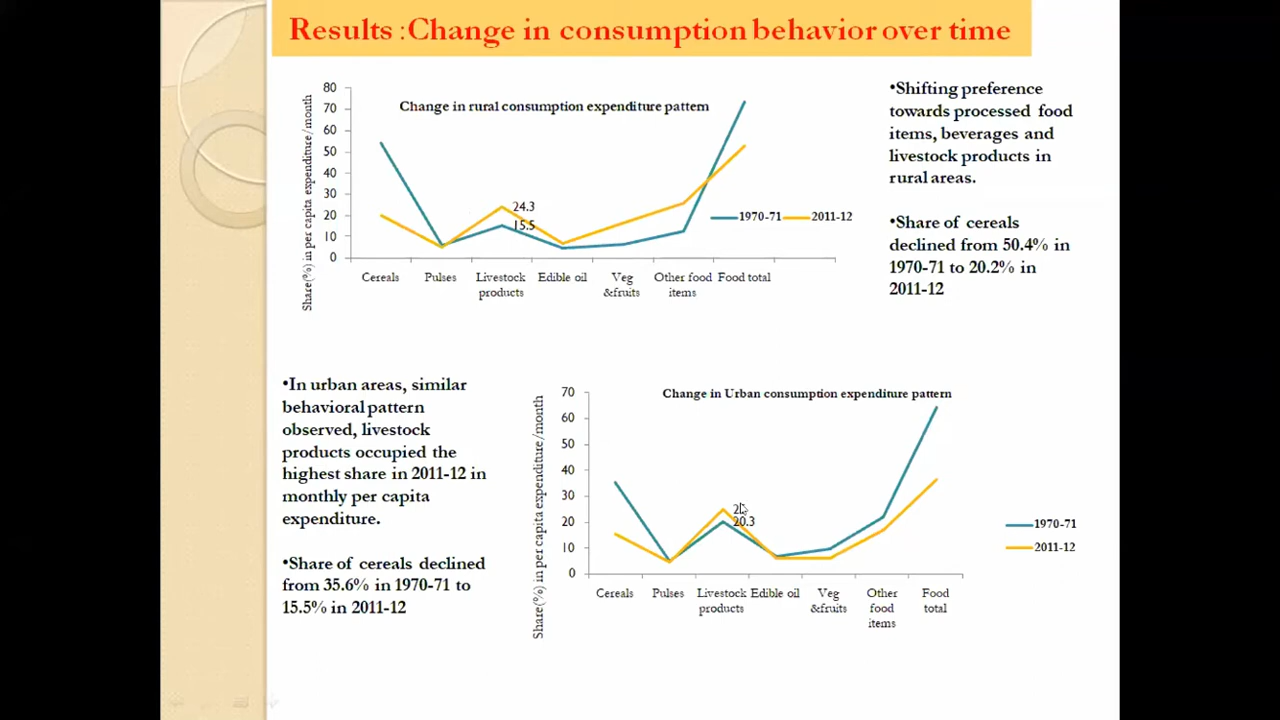 Results :Change in consumption behavior over time
Change in rural consumption expenditure pattern
Share(%) in per capita expenditure/month
80
70
60
50
40
30
20
10
0
24.3
15.5
1970-71
2011-12
Cereals
Pulses
Livestock
products
Edible oil
Veg
&fruits
Other food
items
Food total
•Shifting preference
towards processed food
items, beverages and
livestock products in
rural areas.
•Share of cereals
declined from 50.4% in
1970-71 to 20.2% in
2011-12
•In urban areas, similar
behavioral pattern
observed, livestock
products occupied the
highest share in 2011-12 in
monthly per capita
expenditure.
•Share of cereals declined
from 35.6% in 1970-71 to
15.5% in 2011-12
Change in Urban consumption expenditure pattern
Share(%) in per capita expenditure/month
70
60
50
40
30
20
10
0
20.3
1970-71
2011-12
Cereals
Pulses
Livestock
products
Edible oil
Veg
&fruits
Other
food
items
Food
total